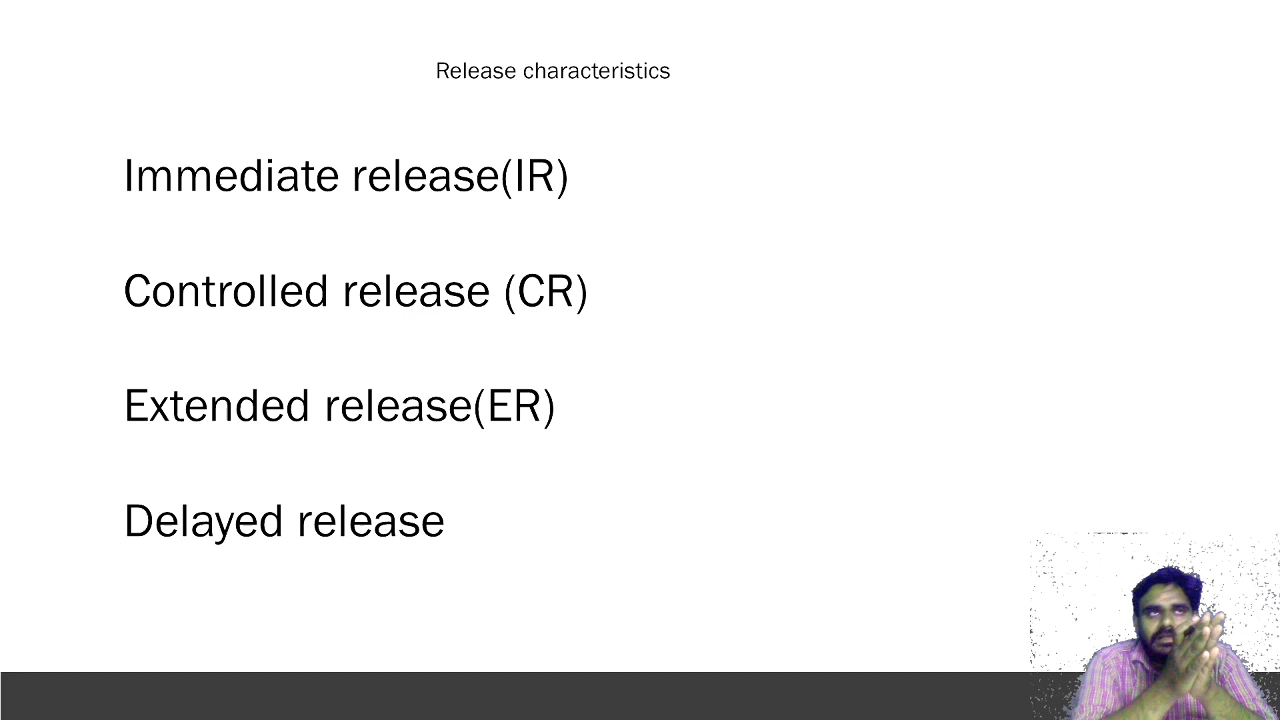 Release characteristics
Immediate release(IR)
Controlled release (CR)
Extended release(ER)
Delayed release